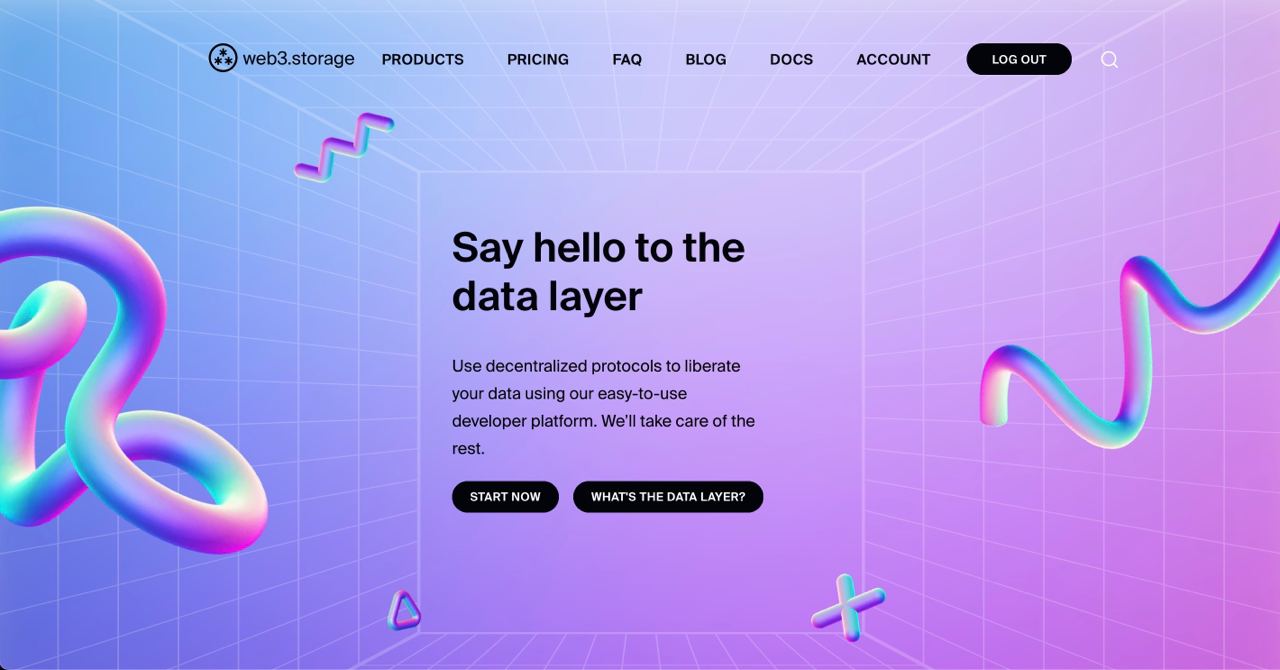 web3.storage PRODUCTS PRICING FAQ BLOG DOCS ACCOUNT LOG OUT
Say hello to the
data layer
Use decentralized protocols to liberate
your data using our easy-to-use
developer platform. We'll take care of the
rest.
START NOW WHAT'S THE DATA LAYER?